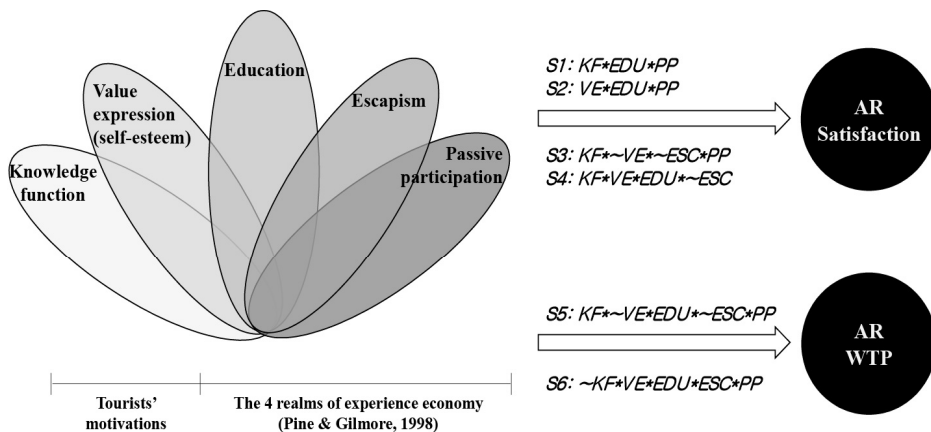 Knowledge
function
Value
expression
(self-esteem)
Education
Escapism
Passive
participation
Tourists'
motivations
The 4 realms of experience economy
(Pine & Gilmore, 1998)
S1: KF*EDU*PP
S2: VE*EDU*PP
S3: KF*~VE*~ESC*PP
S4: KF*VE*EDU*~ESC
AR
Satisfaction
S5: KF*~VE*EDU*~ESC*PP
S6: ~KF*VE*EDU*ESC*PP
AR
WTP